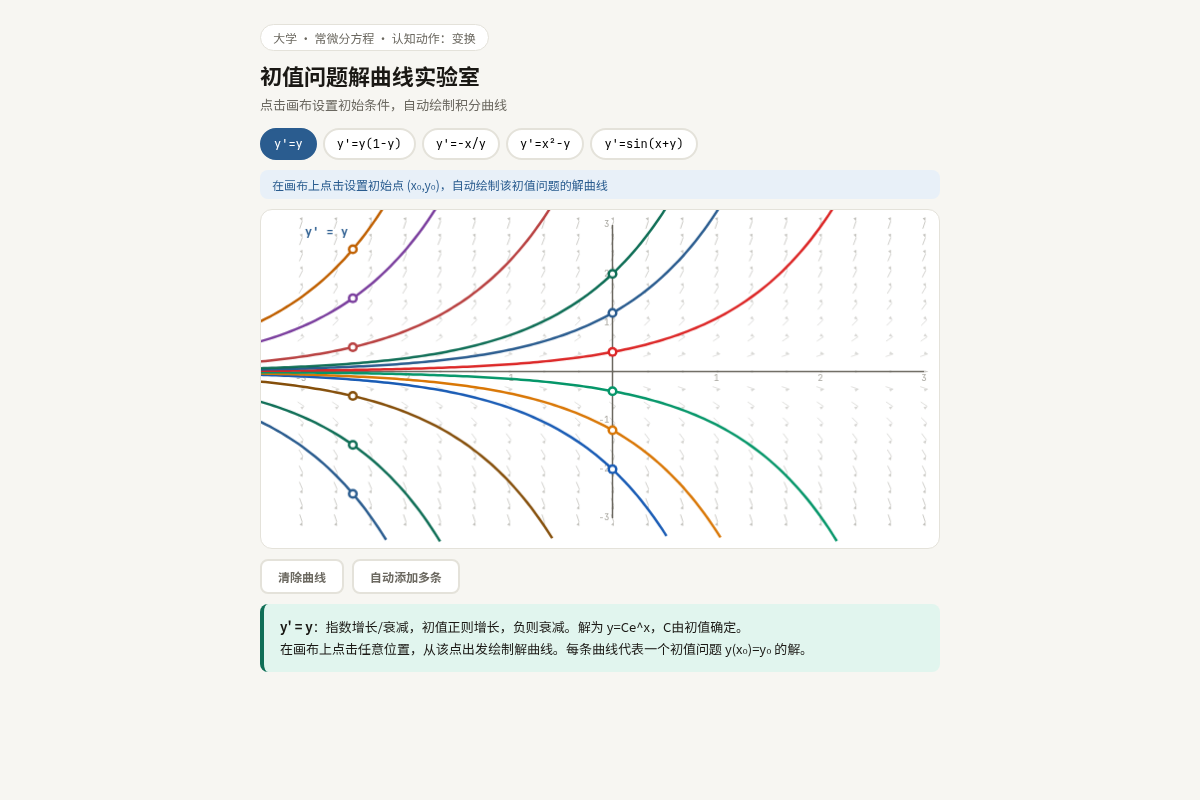 大学 · 常微分方程 · 认知动作：变换
初值问题解曲线实验室
点击画布设置初始条件，自动绘制积分曲线
y'=y
y'=y(1-y)
y'=-x/y
y'=x²-y
y'=sin(x+y)
在画布上点击设置初始点 (x₀,y₀)，自动绘制该初值问题的解曲线
y' = y
3
1
-3
1
2
3
-1
-3
清除曲线
自动添加多条
y' = y：指数增长/衰减，初值正则增长，负则衰减。解为 y=Ce^x，C由初值确定。
在画布上点击任意位置，从该点出发绘制解曲线。每条曲线代表一个初值问题 y(x₀)=y₀ 的解。